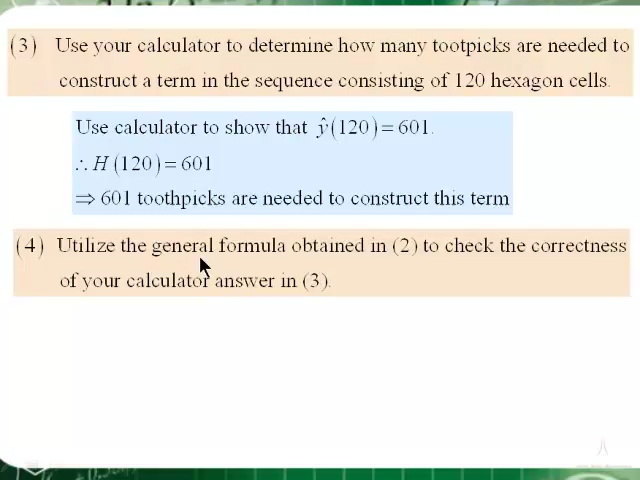 (3) Use your calculator to determine how many tootpicks are needed to
construct a term in the sequence consisting of 120 hexagon cells.
Use calculator to show that ŷ(120) = 601.
∴ H(120) = 601
⇒ 601 toothpicks are needed to construct this term
(4) Utilize the general formula obtained in (2) to check the correctness
of your calculator answer in (3).